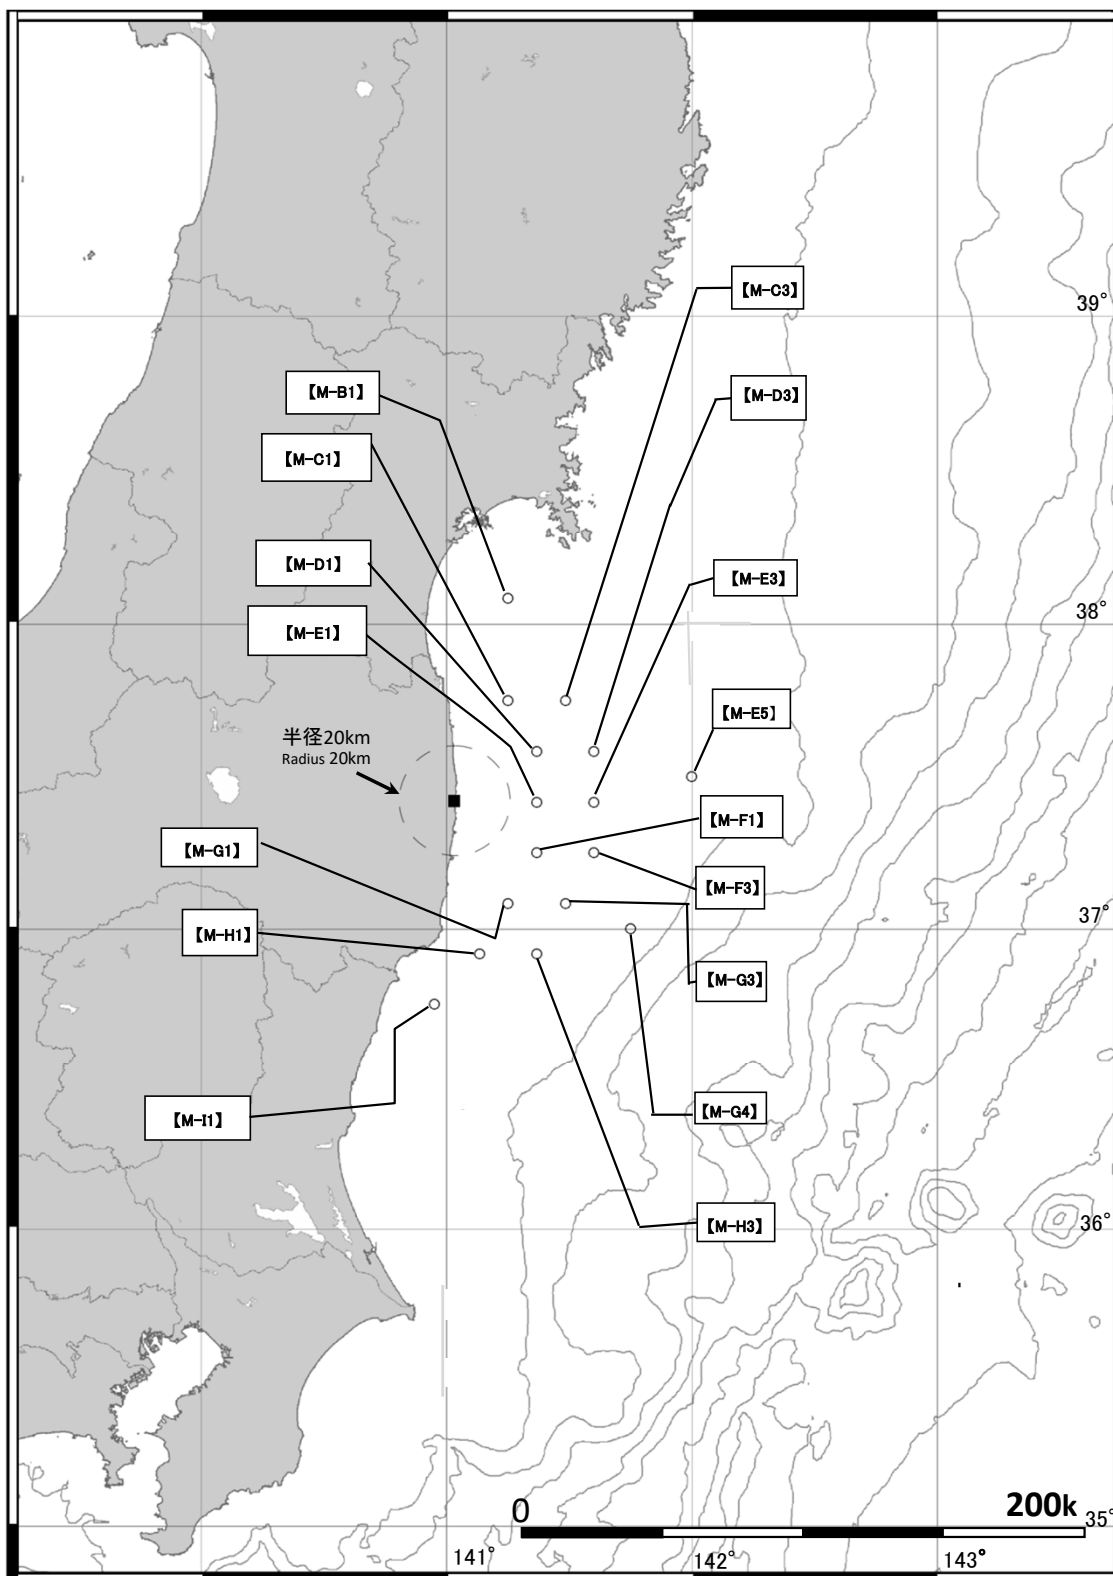 【M-C3】
39°
【M-B1】
【M-D3】
【M-C1】
【M-D1】
【M-E3】
【M-E1】
38°
【M-E5】
半径20km
Radius 20km
【M-F1】
【M-G1】
【M-F3】
【M-H1】
37°
【M-G3】
【M-I1】
【M-G4】
【M-H3】
36°
0
200k
35°
141°
142°
143°